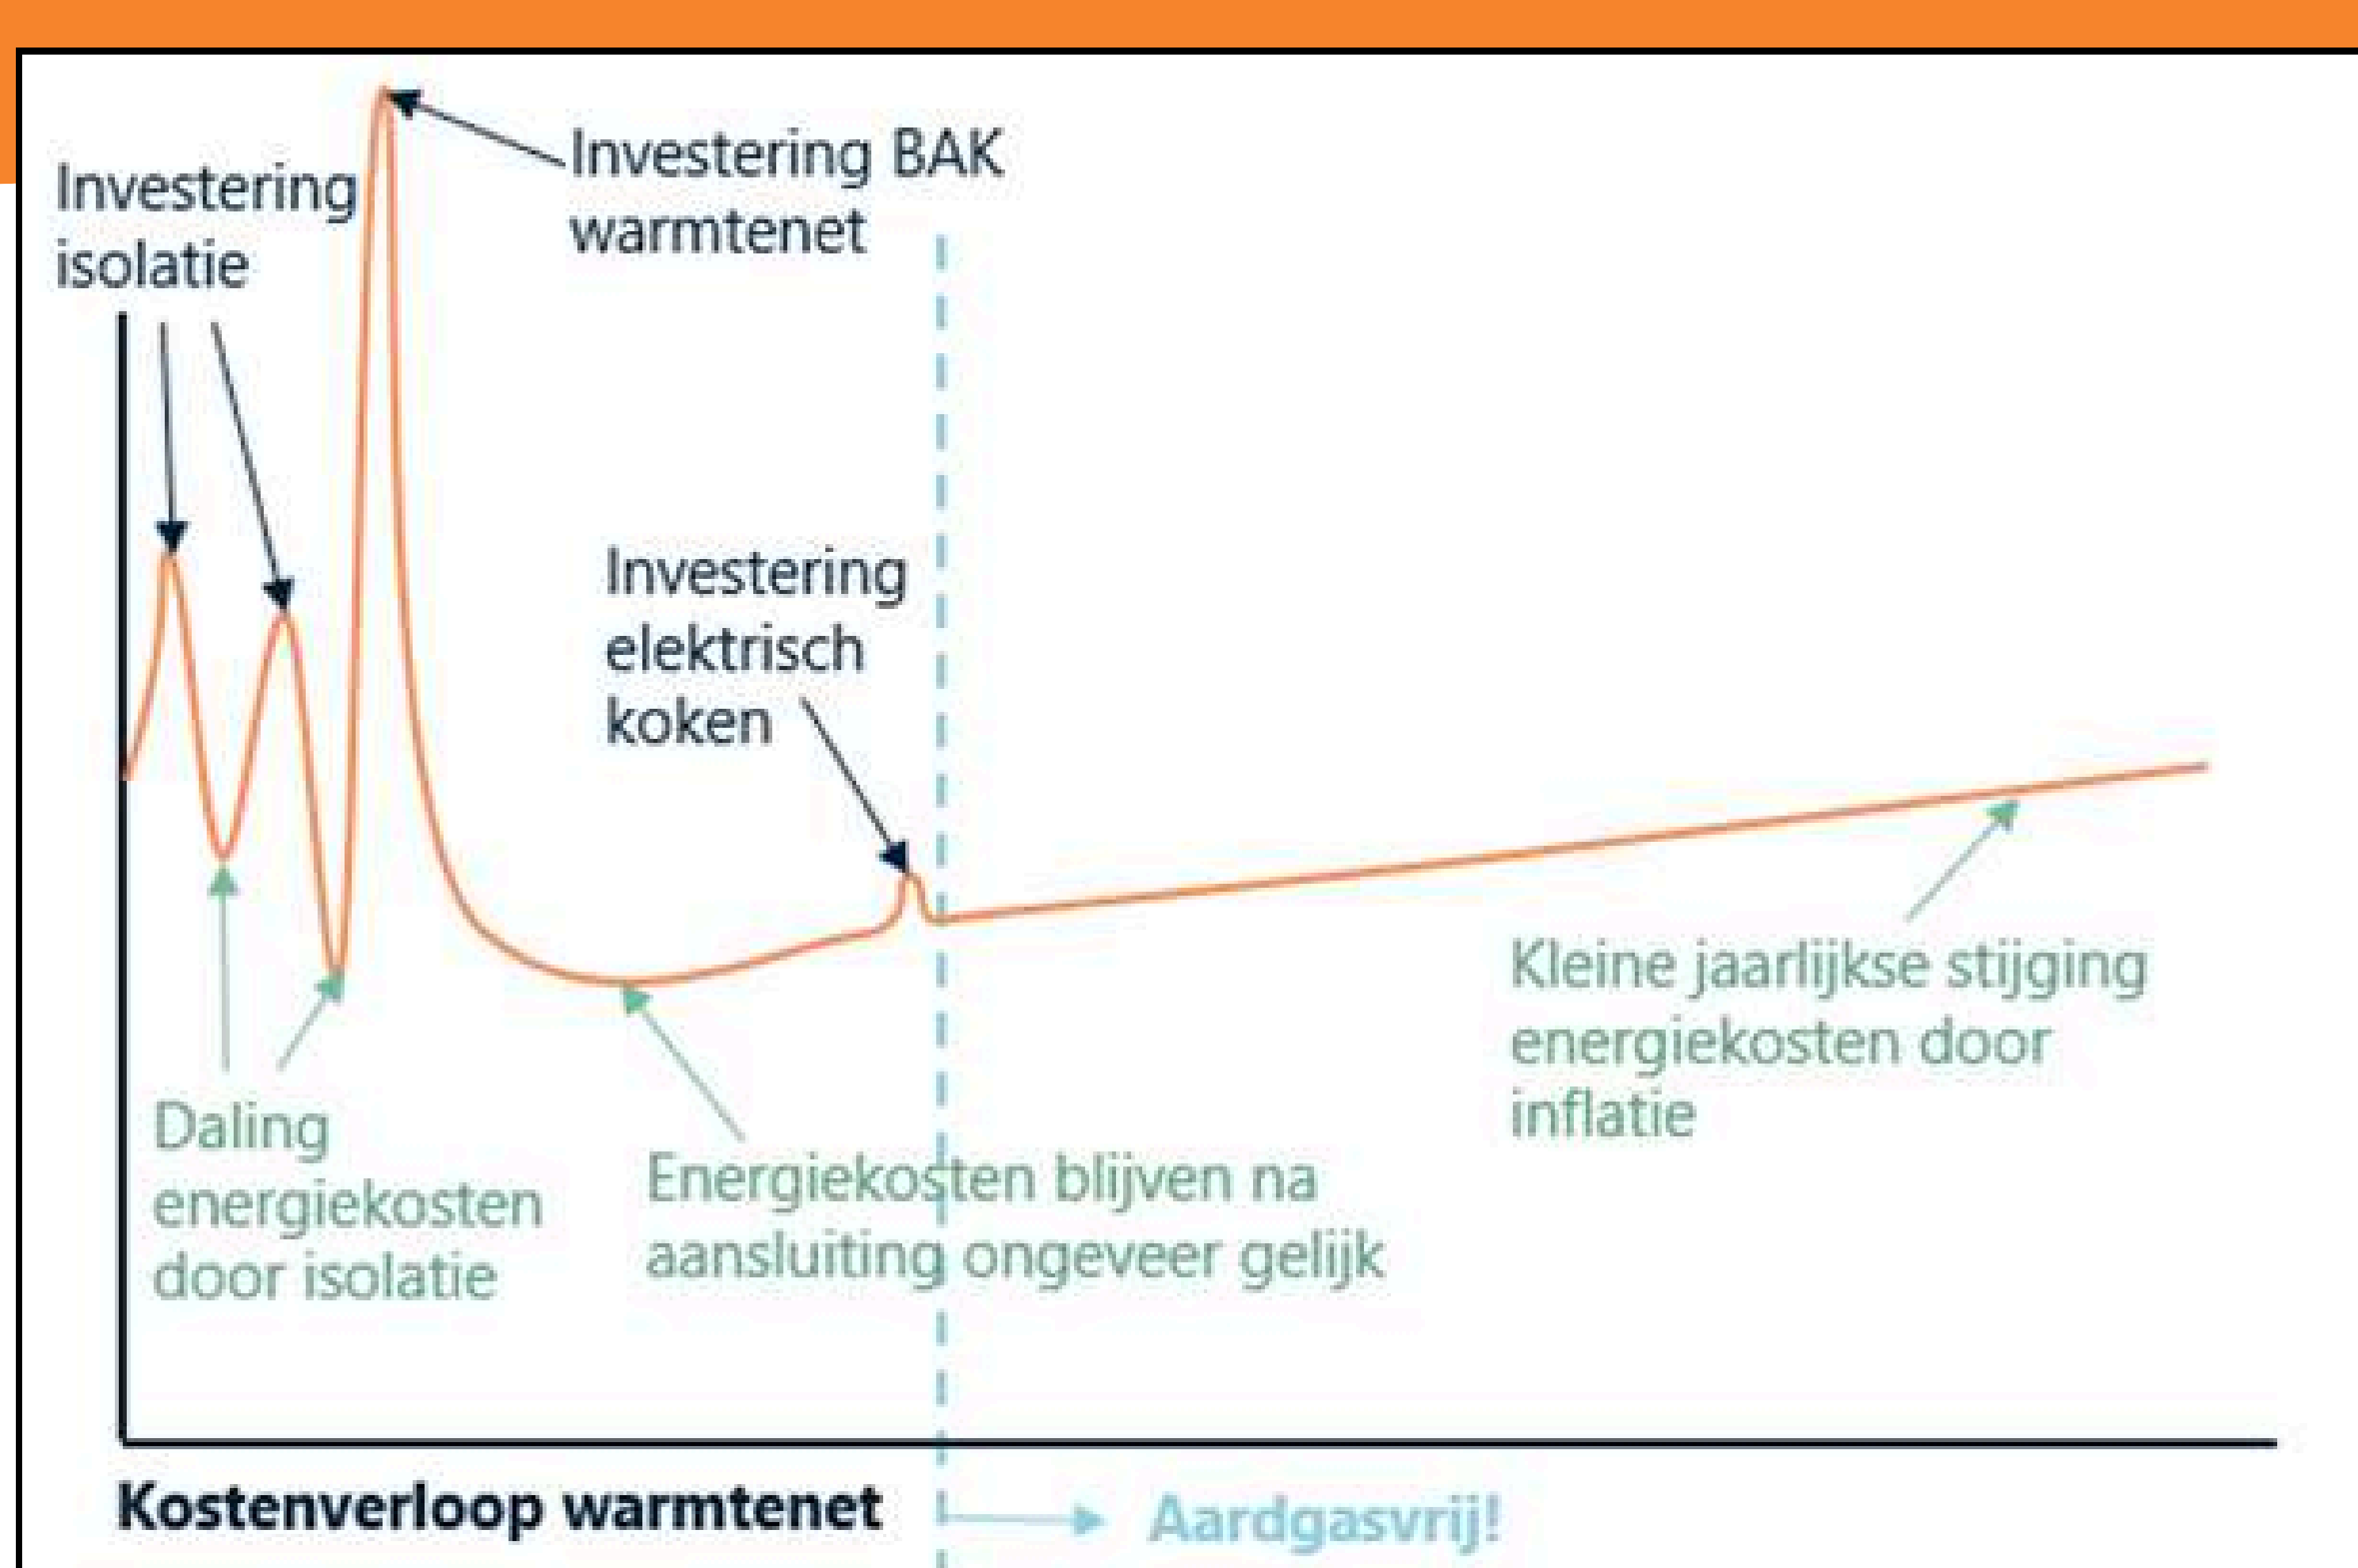 Investering
isolatie
Investering BAK
warmtenet
Investering
elektrisch
koken
Daling
energiekosten
door isolatie
Energiekosten blijven na
aansluiting ongeveer gelijk
Kleine jaarlijkse stijging
energiekosten door
inflatie
Kostenverloop warmtenet
Aardgasvrij!